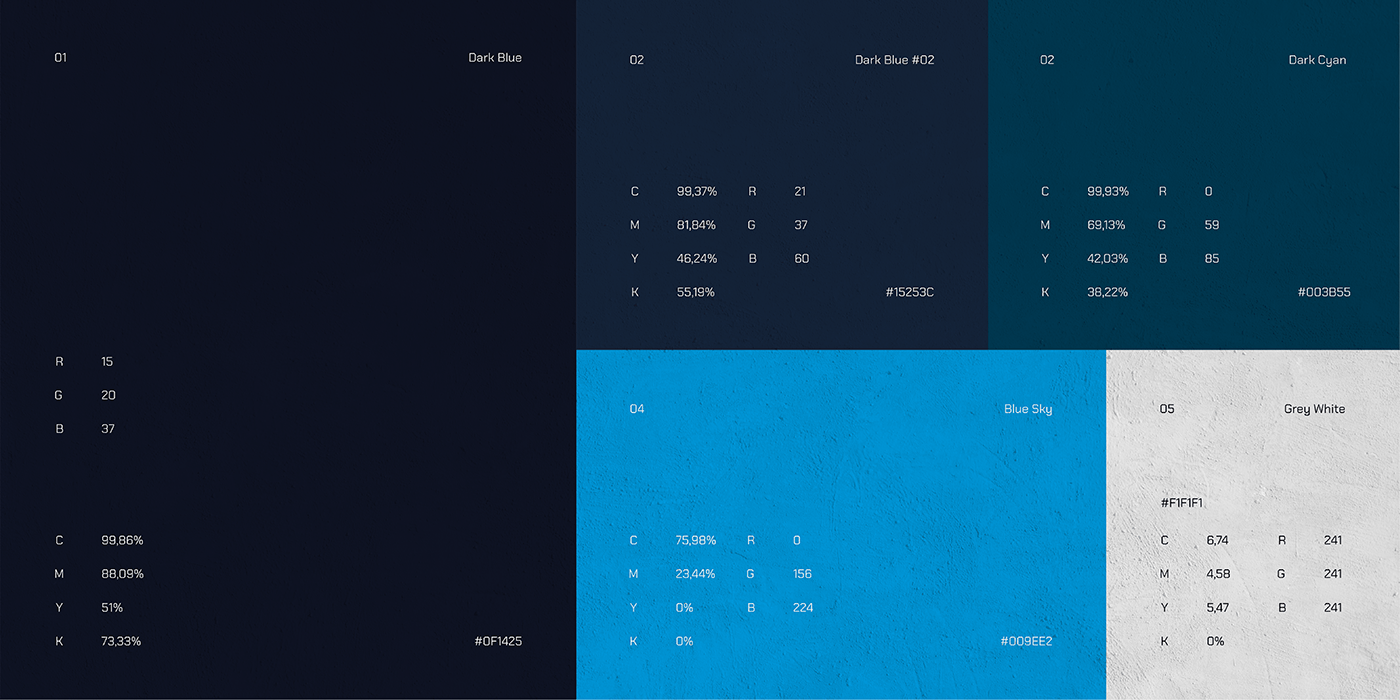 01 Dark Blue
R 15
G 20
B 37
C 99,86%
M 88,09%
Y 51%
K 73,33% #0F1425
02 Dark Blue #02
C 99,37% R 21
M 81,84% G 37
Y 46,24% B 60
K 55,19% #15253C
02 Dark Cyan
C 99,93% R 0
M 69,13% G 59
Y 42,03% B 85
K 38,22% #003B55
04 Blue Sky
C 75,98% R 0
M 23,44% G 156
Y 0% B 224
K 0% #009EE2
05 Grey White
#F1F1F1
C 6,74 R 241
M 4,58 G 241
Y 5,47 B 241
K 0%